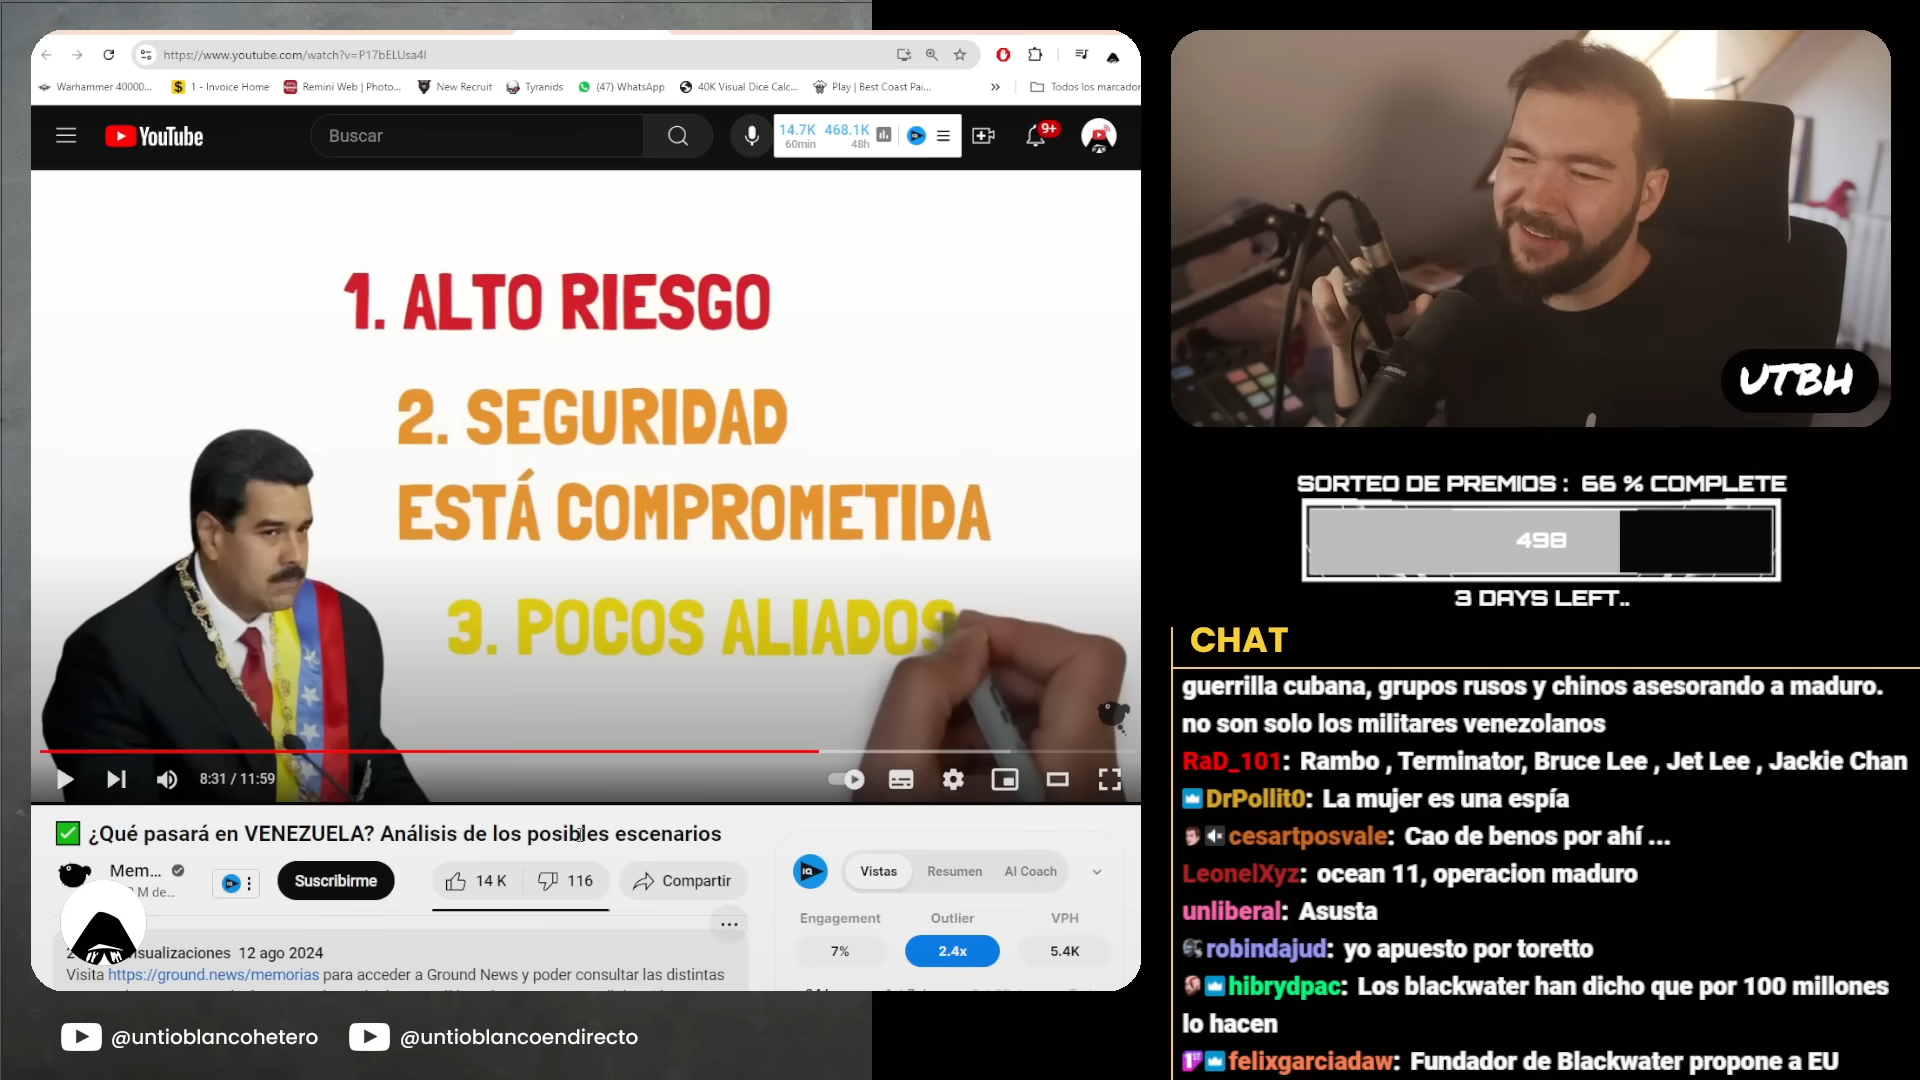 https://www.youtube.com/watch?v=P17bELUsa4I
Warhammer 40000...
1 - Invoice Home
Remini Web | Photo...
New Recruit
Tyranids
(47) WhatsApp
40K Visual Dice Calc...
Play | Best Coast Pai...
Todos los marcador
YouTube
Buscar
14.7K 468.1K
60min 48h
9+
1. ALTO RIESGO
2. SEGURIDAD
ESTÁ COMPROMETIDA
3. POCOS ALIADOS
8:31 / 11:59
¿Qué pasará en VENEZUELA? Análisis de los posibles escenarios
Mem...
M de...
IQ
Suscribirme
14 K
116
Compartir
IQ
Vistas
Resumen
AI Coach
Engagement
Outlier
VPH
7%
2.4x
5.4K
12 ago 2024
Visita https://ground.news/memorias para acceder a Ground News y poder consultar las distintas
@untioblancohetero
@untioblancoendirecto
UTBH
SORTEO DE PREMIOS : 66 % COMPLETE
498
3 DAYS LEFT..
CHAT
guerrilla cubana, grupos rusos y chinos asesorando a maduro.
no son solo los militares venezolanos
RaD_101: Rambo , Terminator, Bruce Lee , Jet Lee , Jackie Chan
DrPollit0: La mujer es una espía
cesartposvale: Cao de benos por ahí ...
LeonelXyz: ocean 11, operacion maduro
unliberal: Asusta
robindajud: yo apuesto por toretto
hibrydpac: Los blackwater han dicho que por 100 millones
lo hacen
felixgarciadaw: Fundador de Blackwater propone a EU